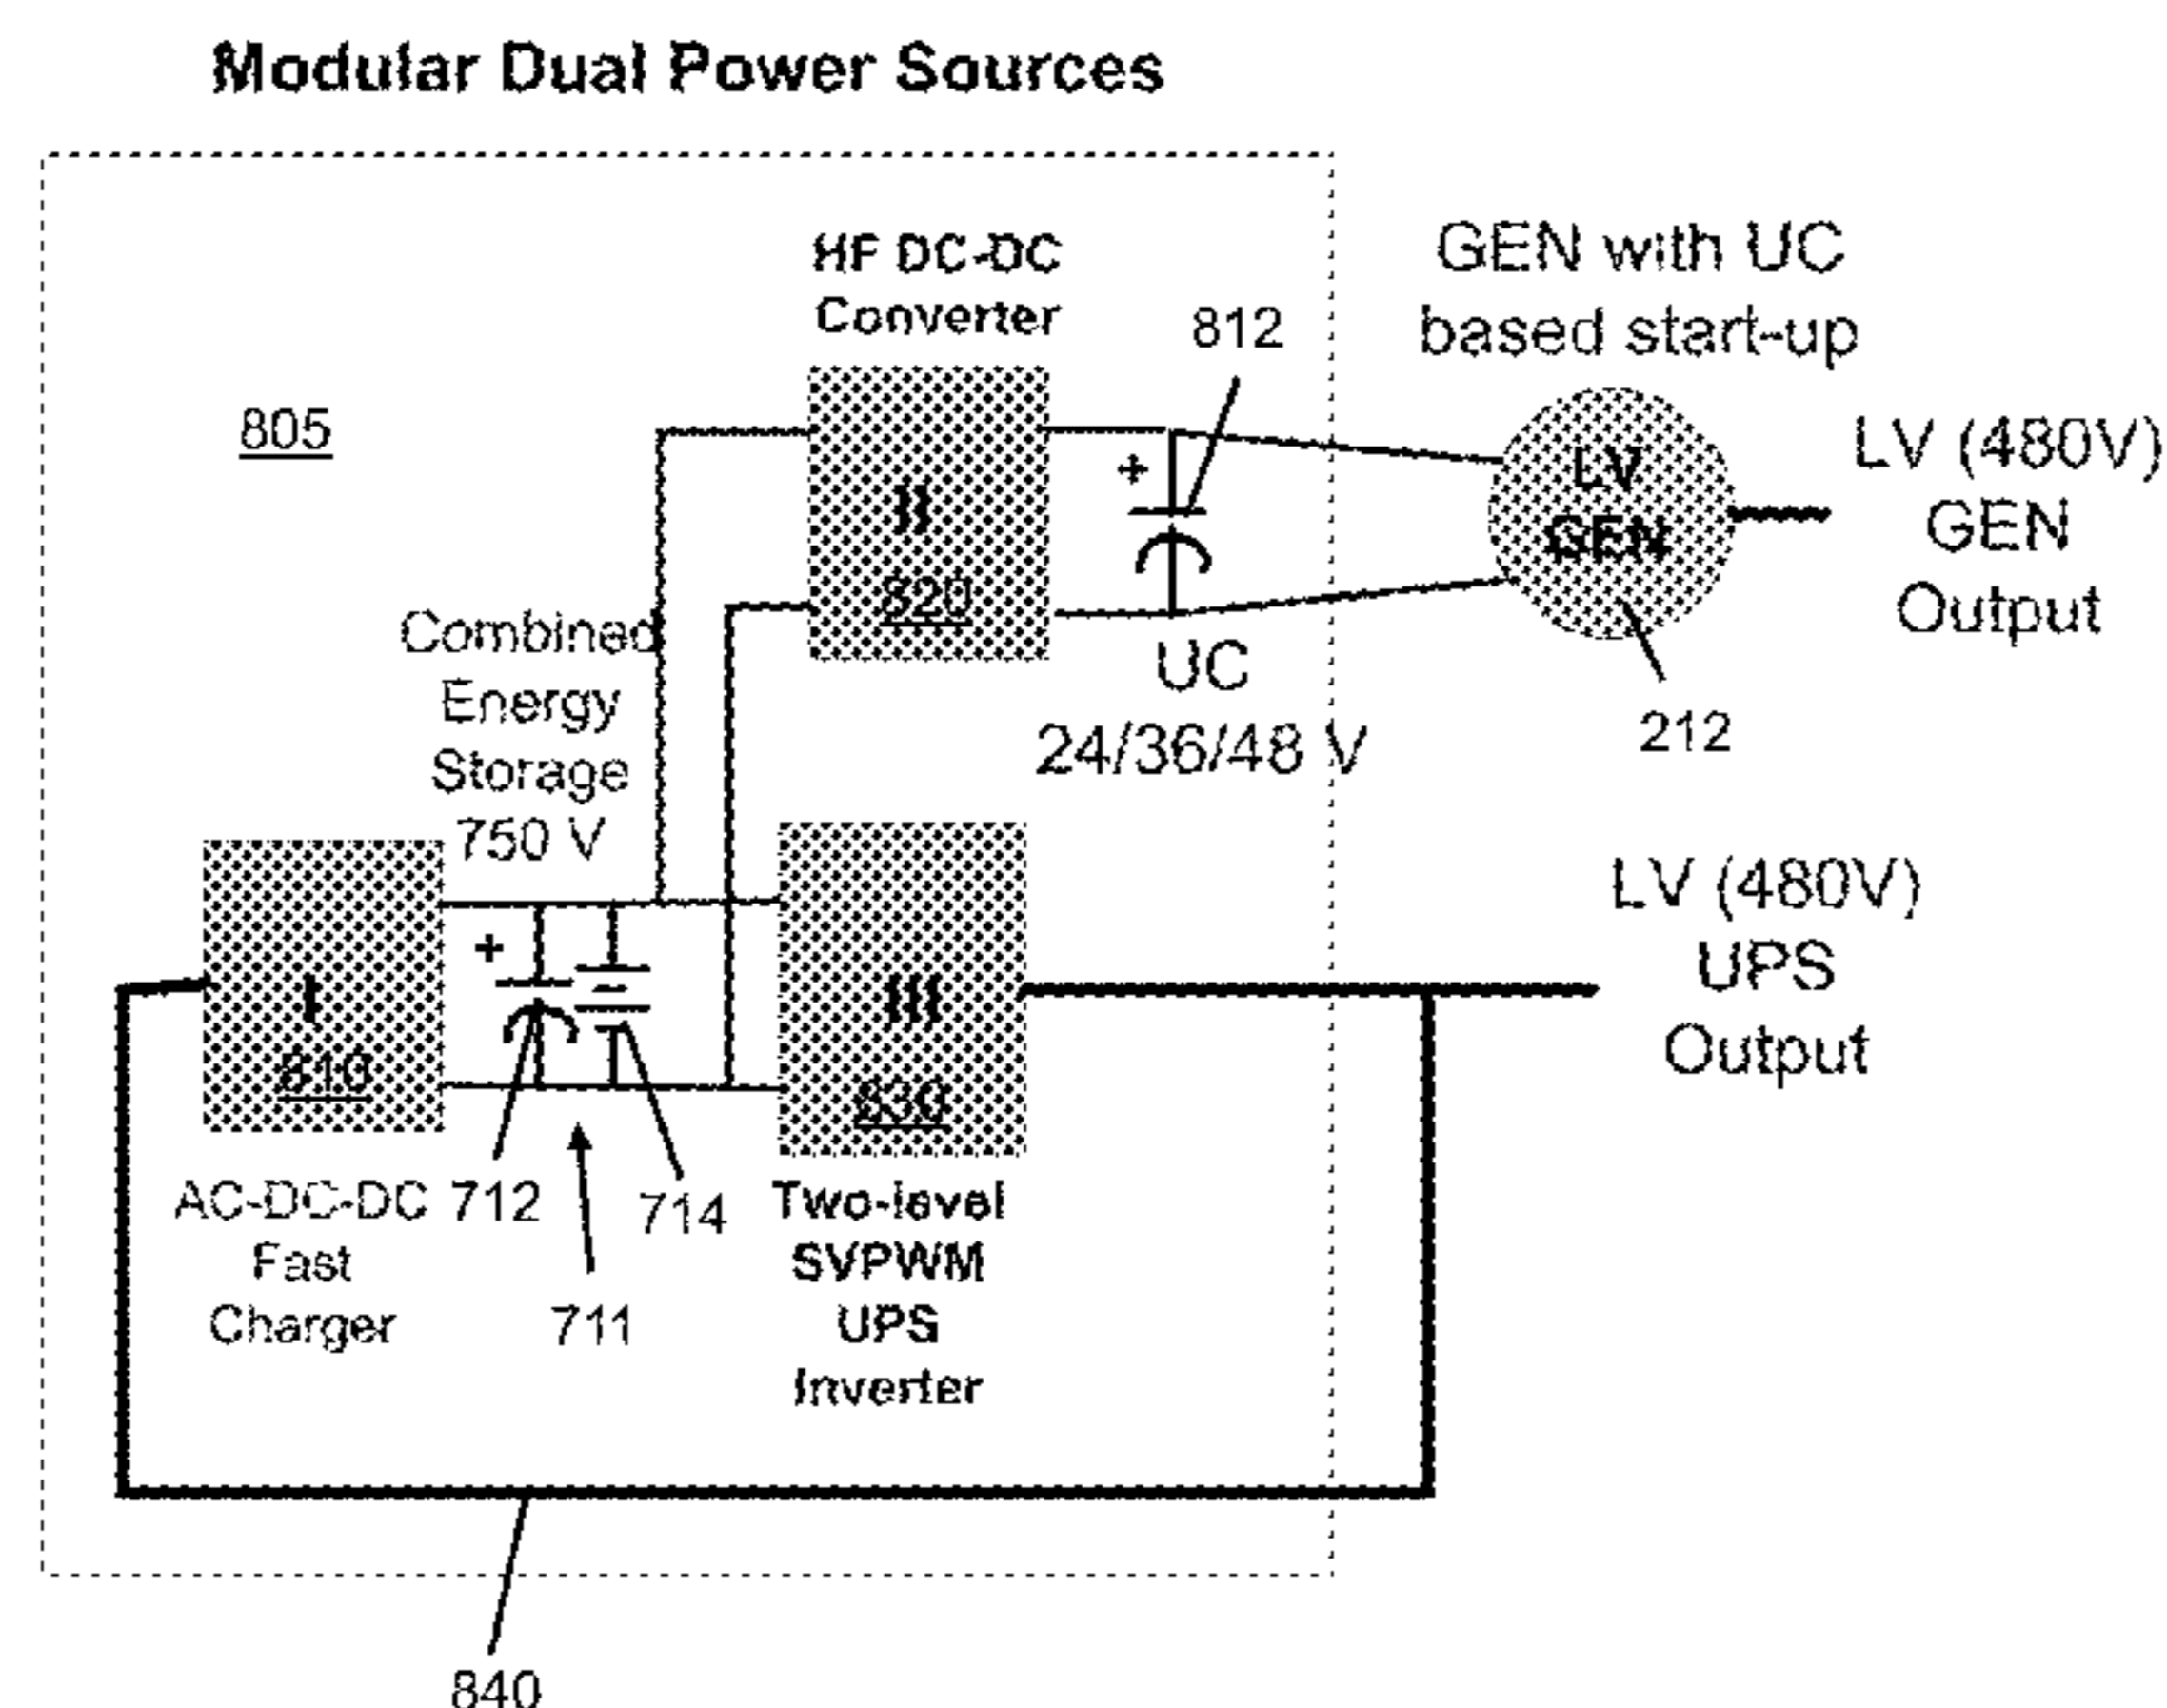 Modular Dual Power Sources
HF DC-DC
Converter
812
GEN with UC
based start-up
805
+
LV
GEN
LV (480V)
GEN
Output
II
820
Combined
Energy
Storage
750 V
UC
24/36/48 V
212
+
I
810
III
830
LV (480V)
UPS
Output
AC-DC-DC
Fast
Charger
712
714
711
Two-level
SVPWM
UPS
Inverter
840